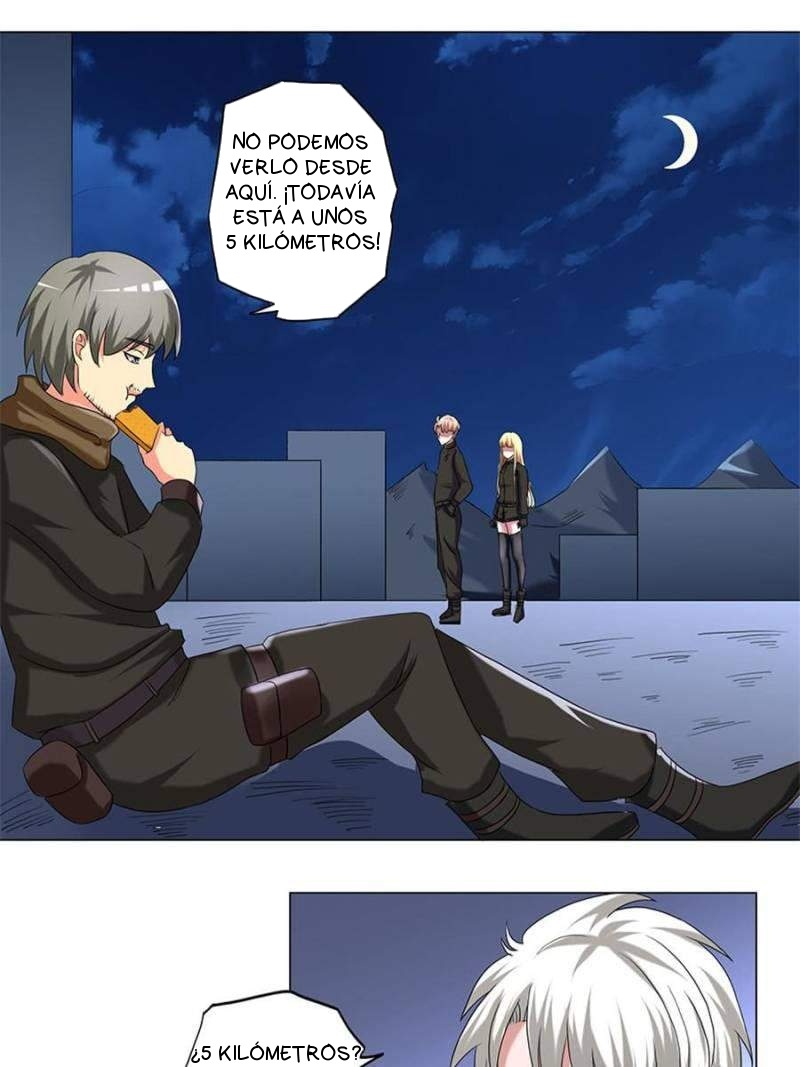 NO PODEMOS
VERLO DESDE
AQUÍ. ¡TODAVÍA
ESTÁ A UNOS
5 KILÓMETROS!
¿5 KILÓMETROS?